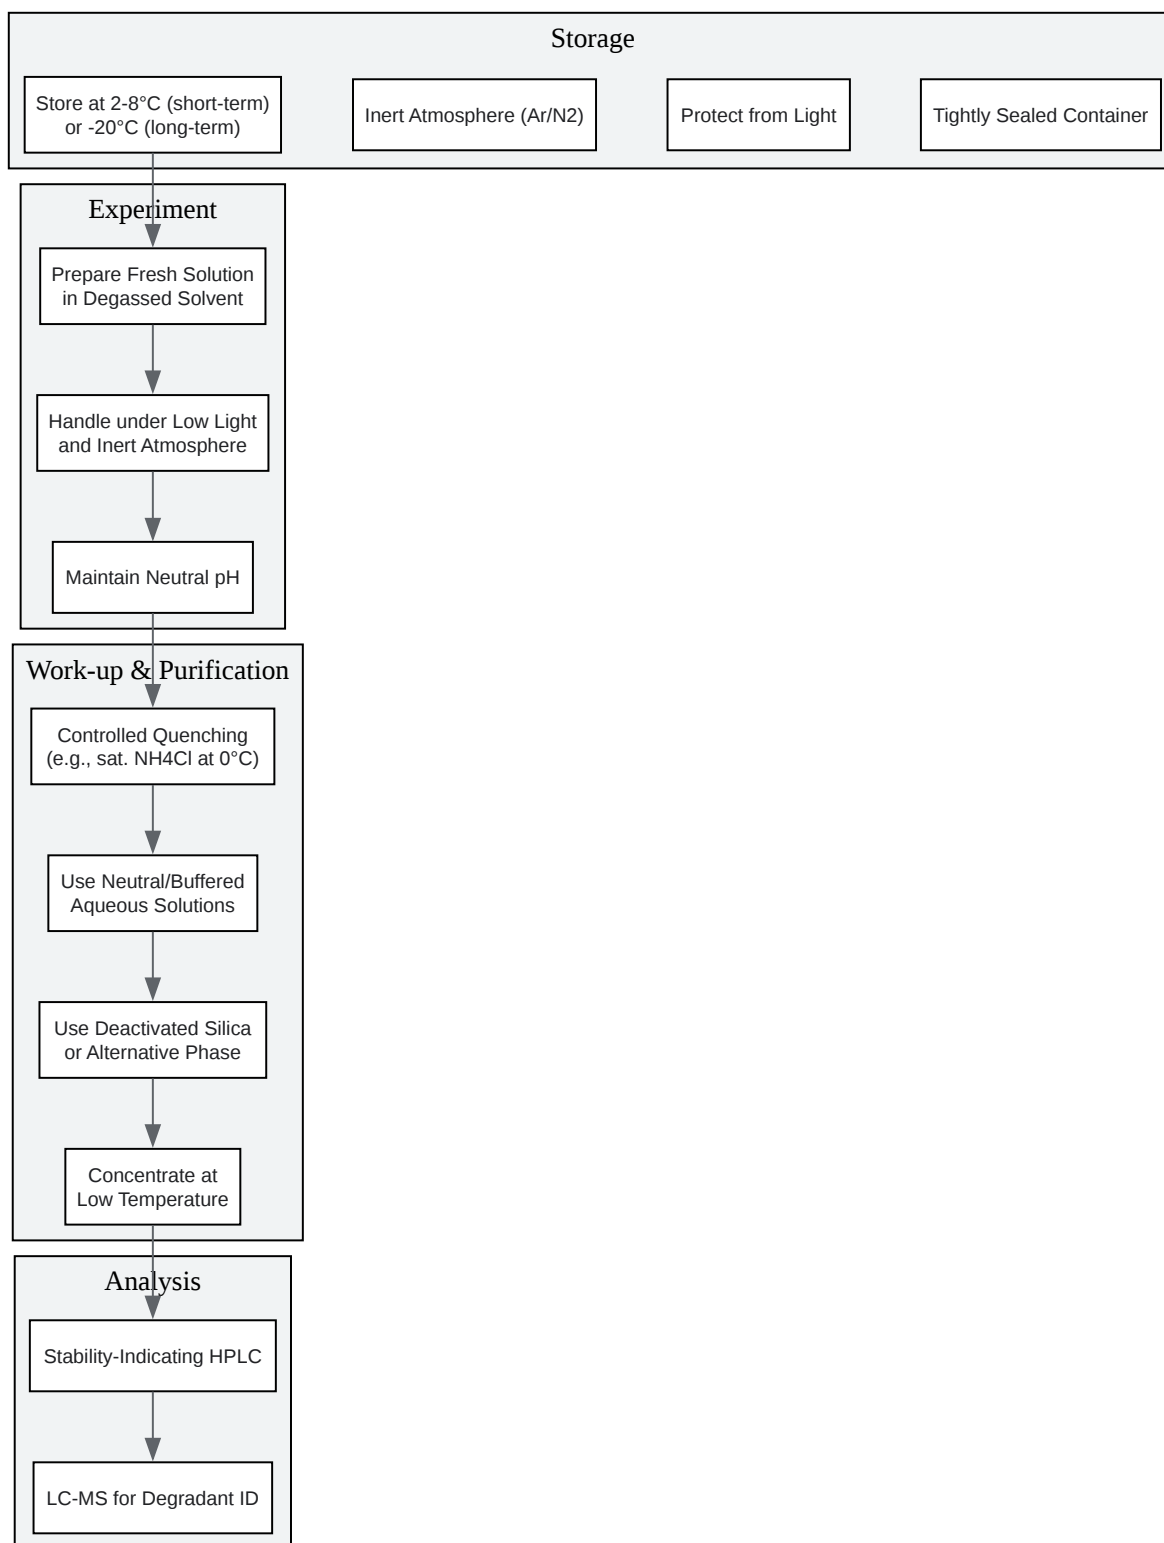 Storage
Store at 2-8°C (short-term)
or -20°C (long-term)
Inert Atmosphere (Ar/N2)
Protect from Light
Tightly Sealed Container
Experiment
Prepare Fresh Solution
in Degassed Solvent
Handle under Low Light
and Inert Atmosphere
Maintain Neutral pH
Work-up & Purification
Controlled Quenching
(e.g., sat. NH4Cl at 0°C)
Use Neutral/Buffered
Aqueous Solutions
Use Deactivated Silica
or Alternative Phase
Concentrate at
Low Temperature
Analysis
Stability-Indicating HPLC
LC-MS for Degradant ID